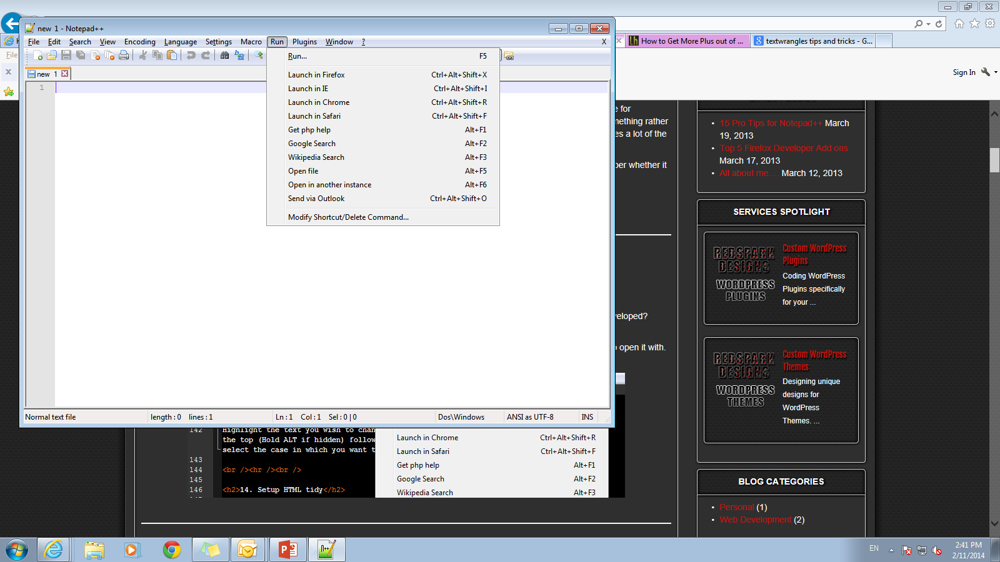 new 1 - Notepad++
File Edit Search View Encoding Language Settings Macro Run Plugins Window ? X
How to Get More Plus out of ...
textwrangles tips and tricks - G...
File
Sign In
new 1
1
Run... F5
Launch in Firefox Ctrl+Alt+Shift+X
Launch in IE Ctrl+Alt+Shift+I
Launch in Chrome Ctrl+Alt+Shift+R
Launch in Safari Ctrl+Alt+Shift+F
Get php help Alt+F1
Google Search Alt+F2
Wikipedia Search Alt+F3
Open file Alt+F5
Open in another instance Alt+F6
Send via Outlook Ctrl+Alt+Shift+O
Modify Shortcut/Delete Command...
Normal text file length : 0 lines : 1 Ln : 1 Col : 1 Sel : 0 | 0 Dos\Windows ANSI as UTF-8 INS
e for
rather
es a lot of the
whether it
open it with.
142 Highlight the text you wish to
the top (Hold ALT if hidden)
select the case in which you want
143
144 <br /><hr /><br />
145
146 <h2>14. Setup HTML tidy</h2>
Launch in Chrome Ctrl+Alt+Shift+R
Launch in Safari Ctrl+Alt+Shift+F
Get php help Alt+F1
Google Search Alt+F2
Wikipedia Search Alt+F3
15 Pro Tips for Notepad++ March
19, 2013
Top 5 Firefox Developer Add ons
March 17, 2013
All about me.... March 12, 2013
SERVICES SPOTLIGHT
REDSPARK
DESIGNS
WORDPRESS
PLUGINS
Custom WordPress
Plugins
Coding WordPress
Plugins specifically
for your ...
REDSPARK
DESIGNS
WORDPRESS
THEMES
Custom WordPress
Themes
Designing unique
designs for
WordPress
Themes. ...
BLOG CATEGORIES
Personal (1)
Web Development (2)
EN
2:41 PM
2/11/2014